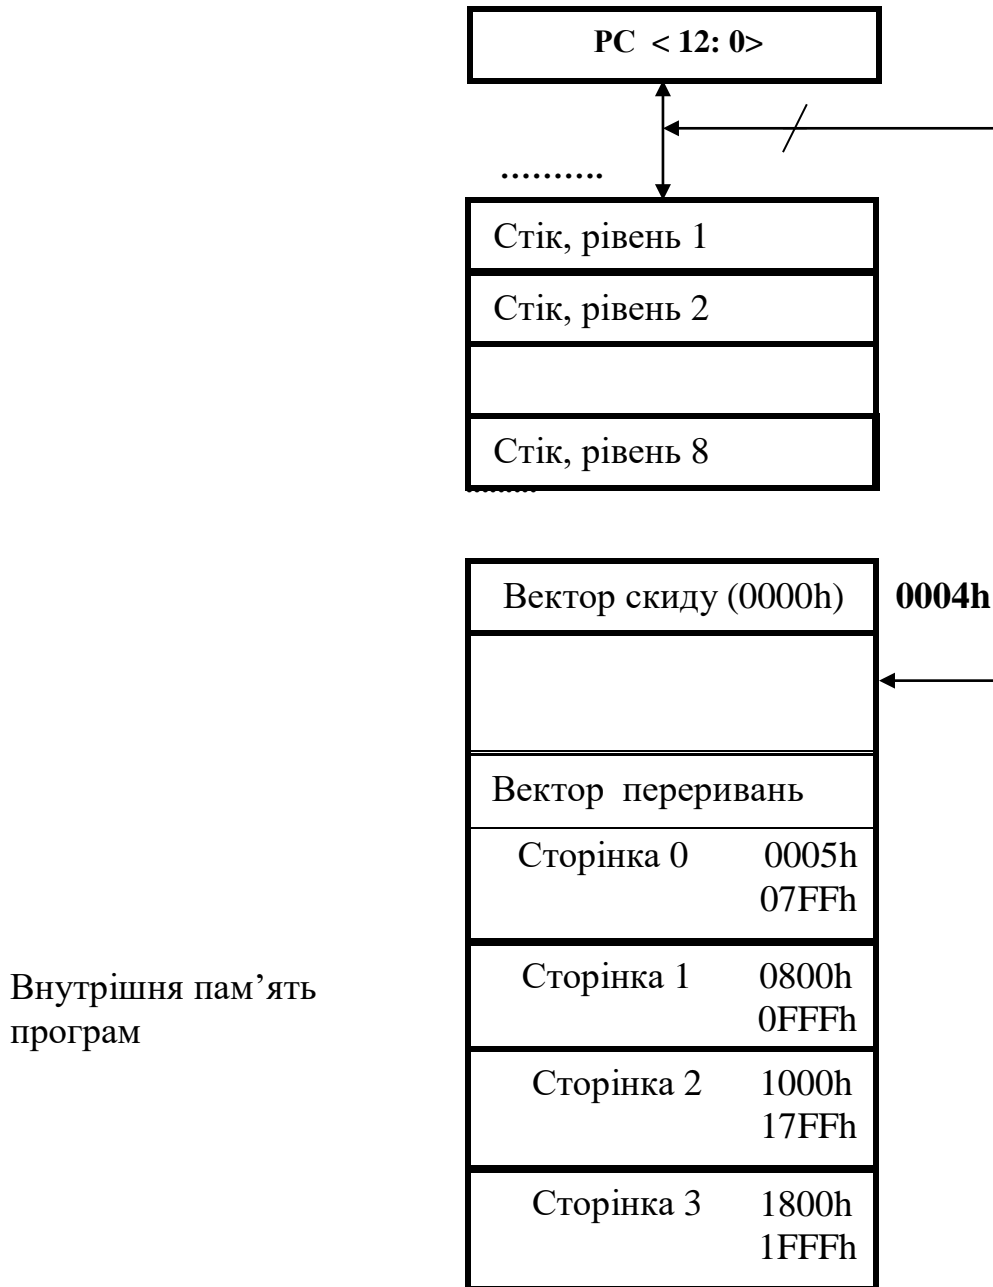 PC < 12: 0>
……….
Стік, рівень 1
Стік, рівень 2
Стік, рівень 8
Вектор скиду (0000h) 0004h
Вектор переривань
Сторінка 0 0005h
07FFh
Внутрішня пам’ять
програм
Сторінка 1 0800h
0FFFh
Сторінка 2 1000h
17FFh
Сторінка 3 1800h
1FFFh